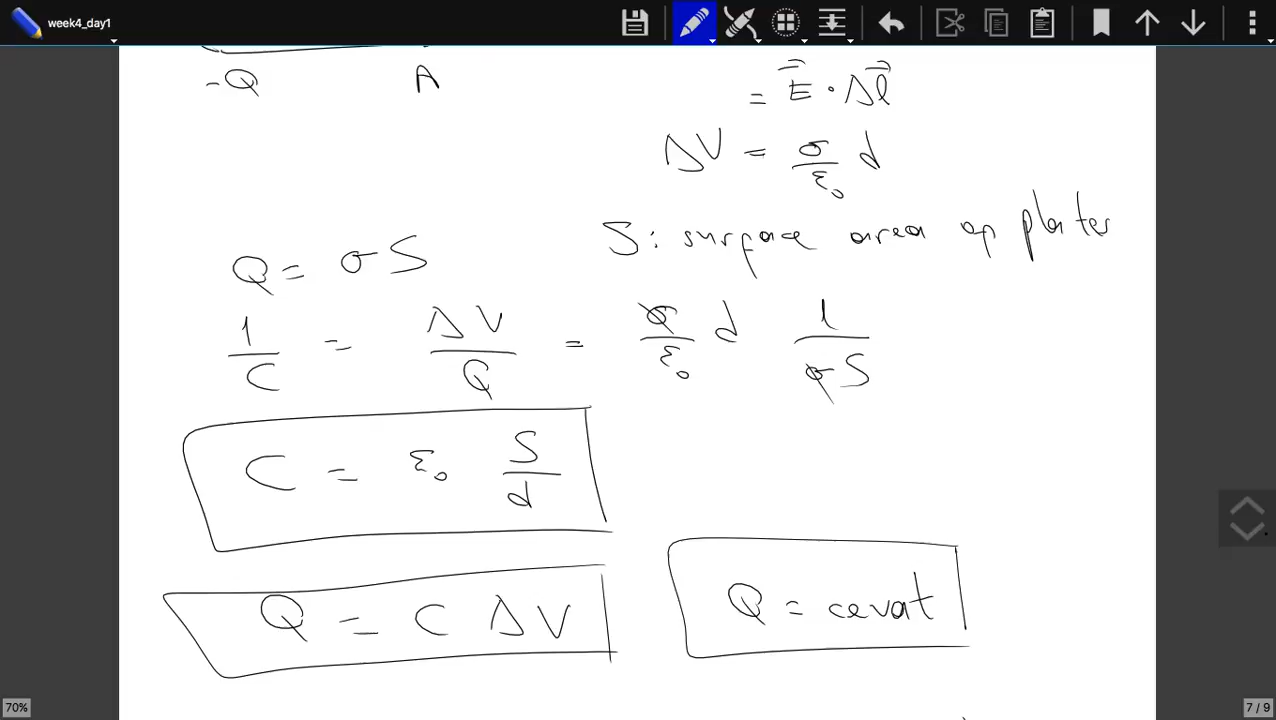 week4_day1
-Q A
= E⃗ · Δl⃗
ΔV = σ/ε₀ d
S: surface area of plates
Q = σS
1/C = ΔV/Q = σ/ε₀ d 1/σS
C = ε₀ S/d
Q = C ΔV
Q = cevat
70%
7 / 9